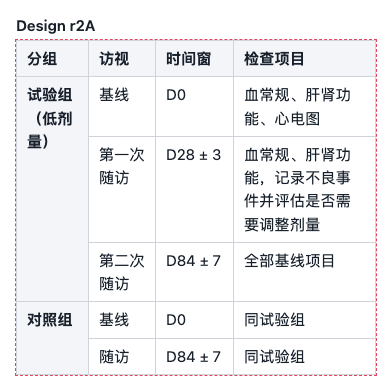 Design r2A
分组 访视 时间窗 检查项目
试验组
（低剂
量）
基线 D0 血常规、肝肾功
能、心电图
第一次
随访
D28 ± 3 血常规、肝肾功
能，记录不良事
件并评估是否需
要调整剂量
第二次
随访
D84 ± 7 全部基线项目
对照组 基线 D0 同试验组
随访 D84 ± 7 同试验组